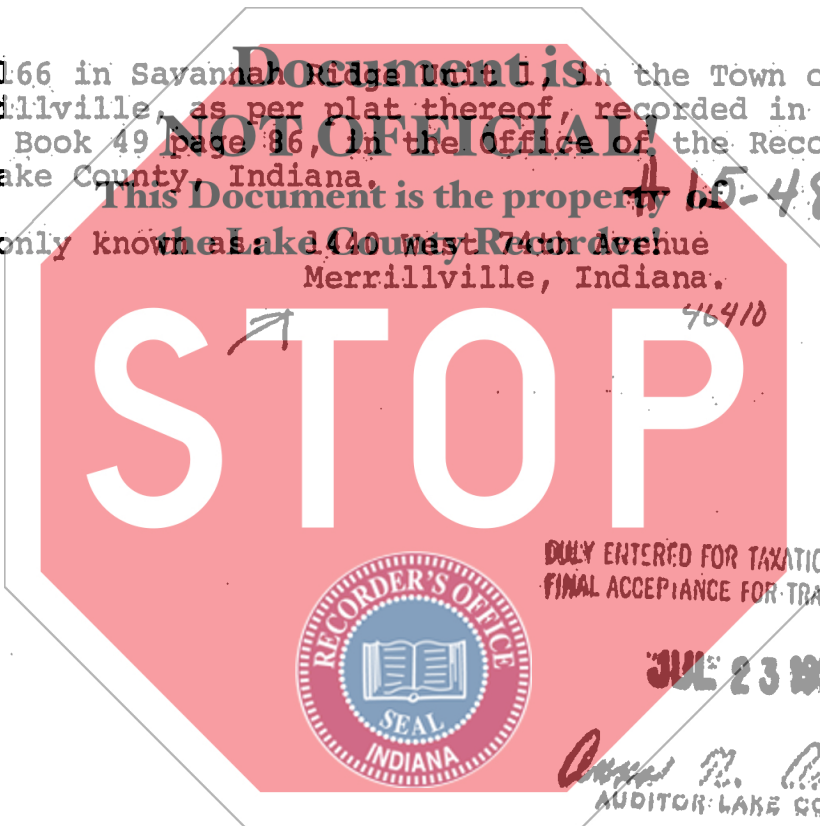 166 in Savannah Ridge Unit 1, in the Town
as per plat thereof, recorded in
Book 49 page 86, in the Office of the Reco
ake County, Indiana.
only known as: 1440 West 74th Avenue
Merrillville, Indiana.
46410
Document is
NOT OFFICIAL!
This Document is the property of
the Lake County Recorder!
# 15-48
STOP
RECORDER'S OFFICE
SEAL
INDIANA
DULY ENTERED FOR TAXATIO
FINAL ACCEPTANCE FOR TRA
JUL 23
AUDITOR LAKE CO